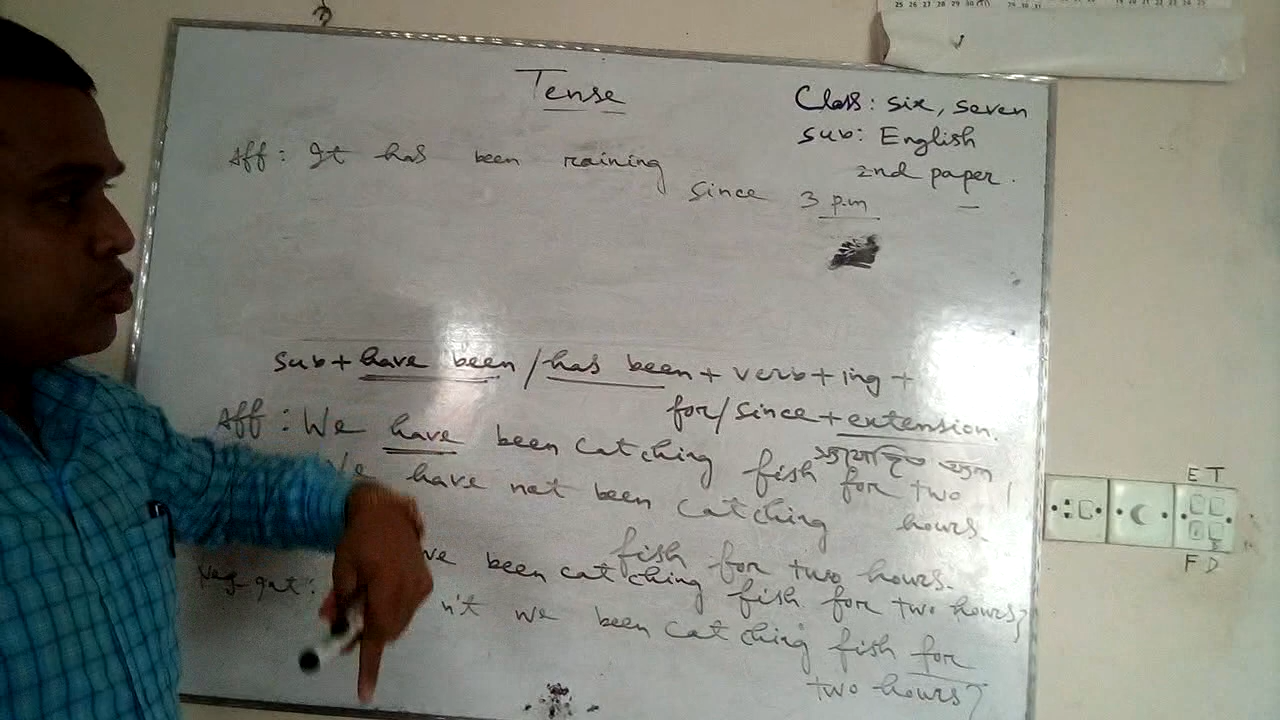 Tense
Class: six, seven
Sub: English
2nd paper.
Aff: It has been raining
since 3 p.m
Sub + have been / has been + verb + ing +
for / since + extension.
Aff: We have been catching fish for two
hours.
have not been catching
fish for two hours.
been catching fish for two hours?
Neg-int: n't we been catching fish for
two hours?
E T
F D